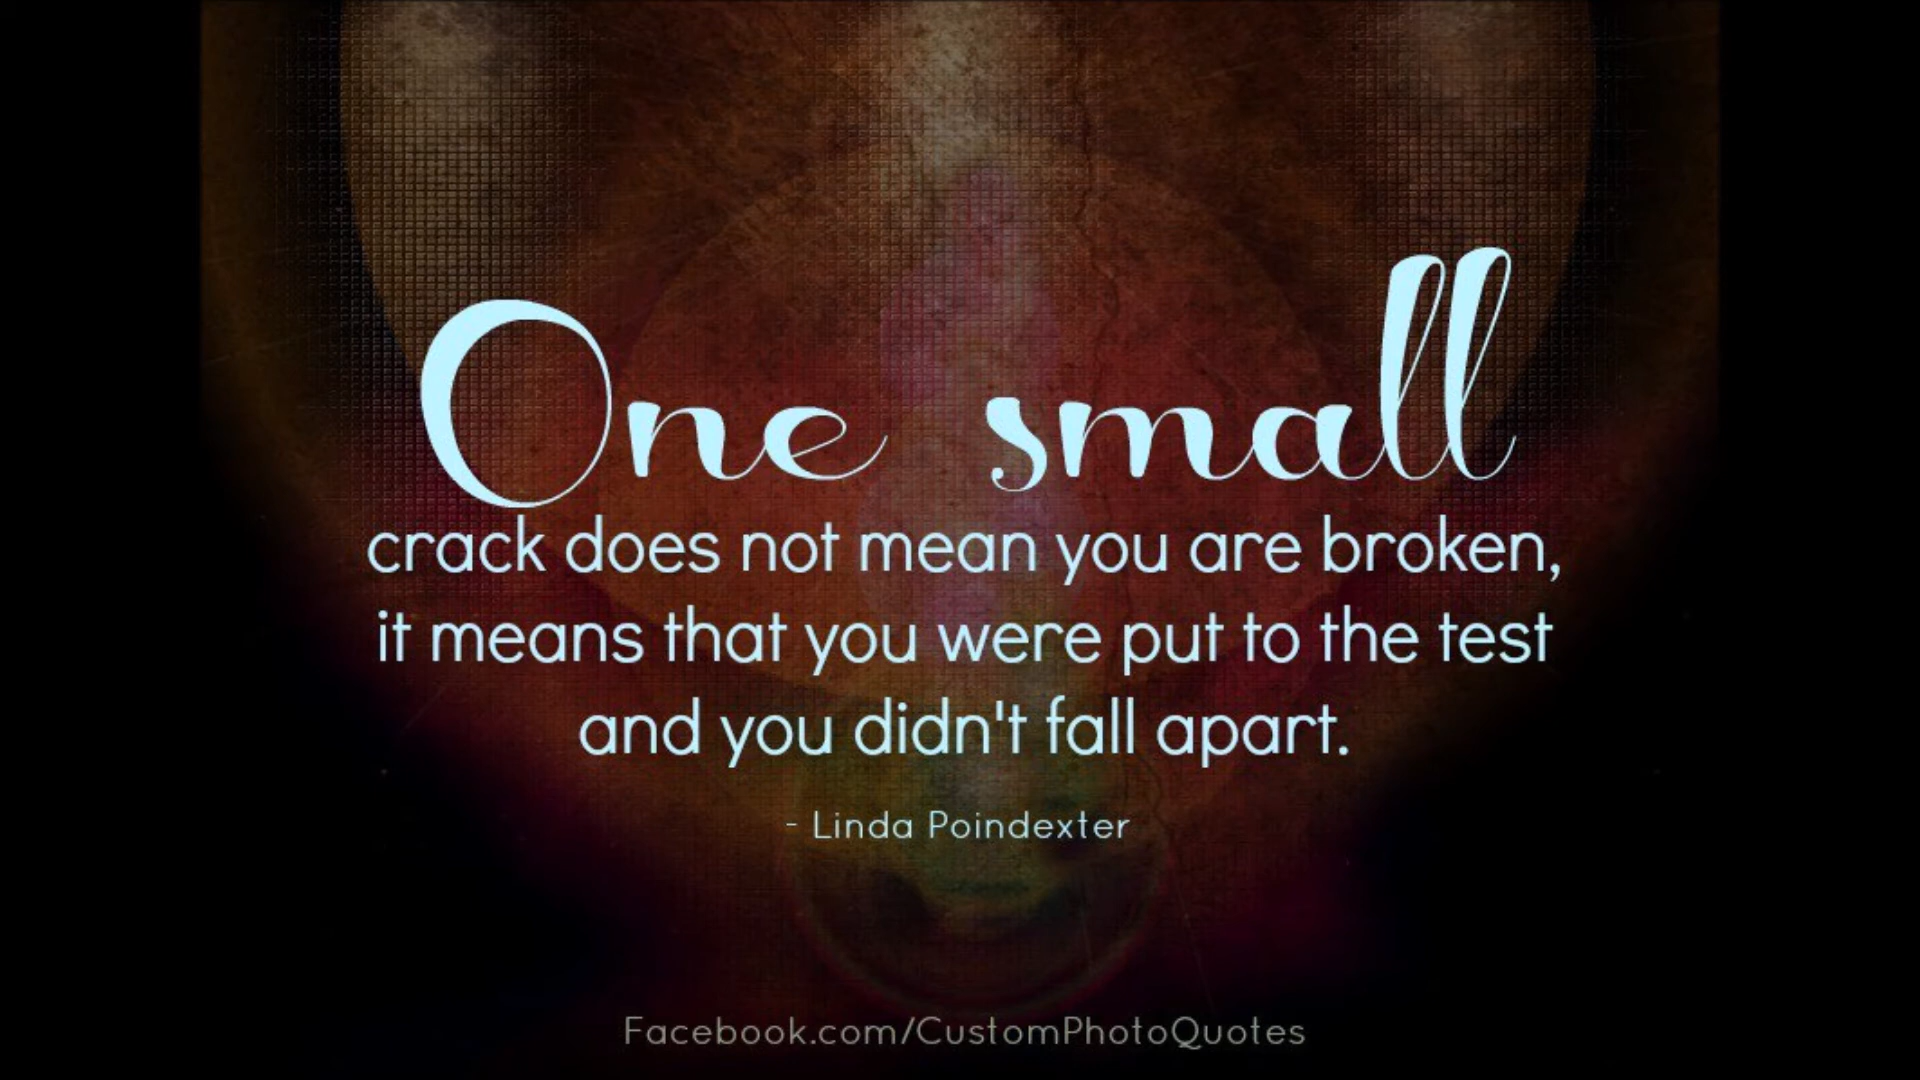 One small
crack does not mean you are broken,
it means that you were put to the test
and you didn't fall apart.
- Linda Poindexter
Facebook.com/CustomPhotoQuotes